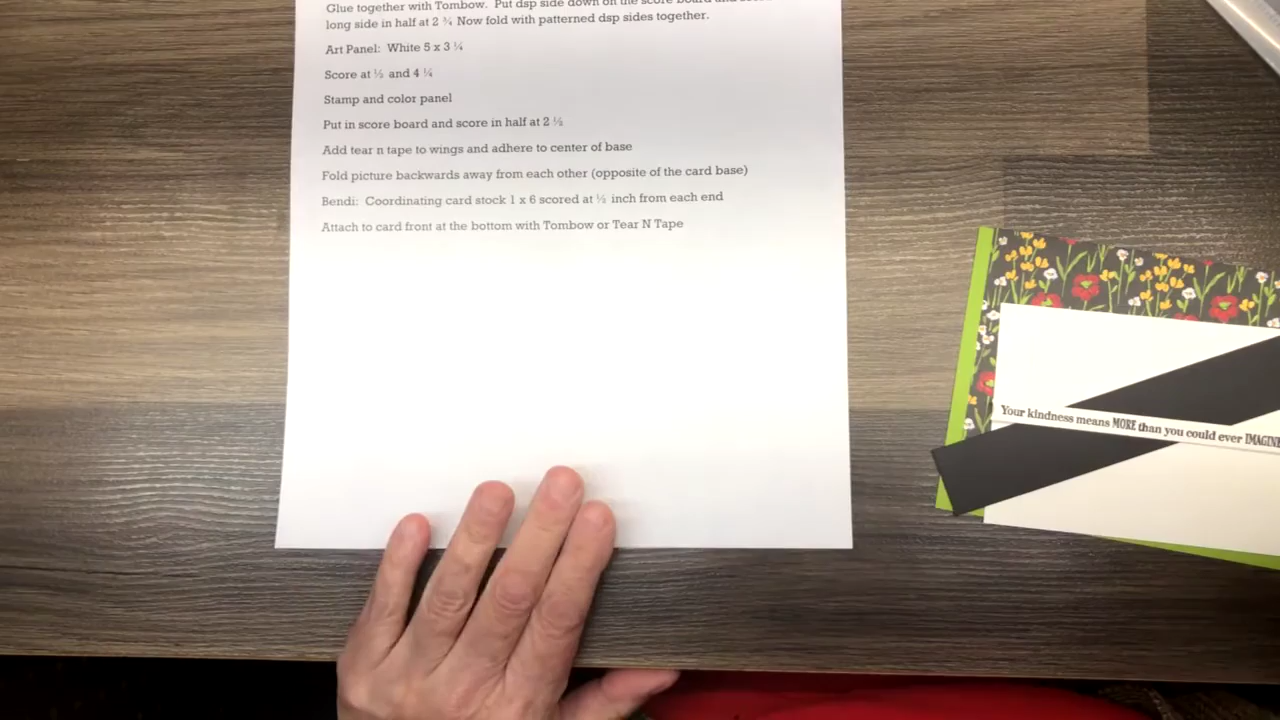 Glue together with Tombow. Put dsp side down on the score board and
long side in half at 2 ¾ Now fold with patterned dsp sides together.
Art Panel: White 5 x 3 ¼
Score at ½ and 4 ¼
Stamp and color panel
Put in score board and score in half at 2 ½
Add tear n tape to wings and adhere to center of base
Fold picture backwards away from each other (opposite of the card base)
Bendi: Coordinating card stock 1 x 6 scored at ½ inch from each end
Attach to card front at the bottom with Tombow or Tear N Tape
Your kindness means MORE than you could ever IMAGINE